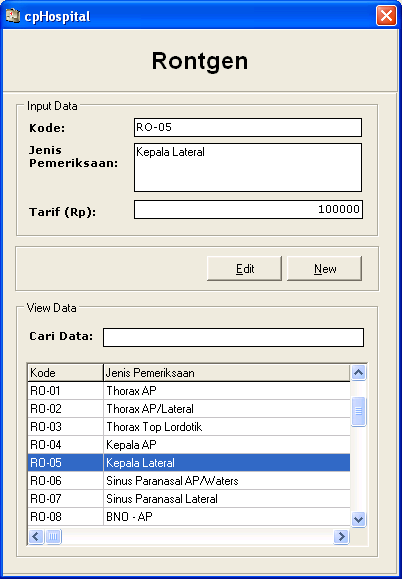 cpHospital
Rontgen
Input Data
Kode: RO-05
Jenis Pemeriksaan: Kepala Lateral
Tarif (Rp): 100000
Edit New
View Data
Cari Data:
Kode Jenis Pemeriksaan
RO-01 Thorax AP
RO-02 Thorax AP/Lateral
RO-03 Thorax Top Lordotik
RO-04 Kepala AP
RO-05 Kepala Lateral
RO-06 Sinus Paranasal AP/Waters
RO-07 Sinus Paranasal Lateral
RO-08 BNO - AP